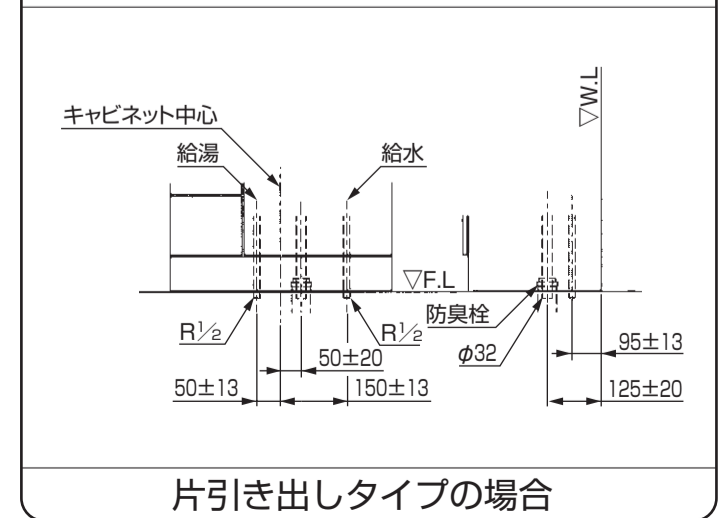 ▽W.L
キャビネット中心
給湯
給水
▽F.L
防臭栓
R½
R½
φ32
50±20
95±13
50±13
150±13
125±20
片引き出しタイプの場合